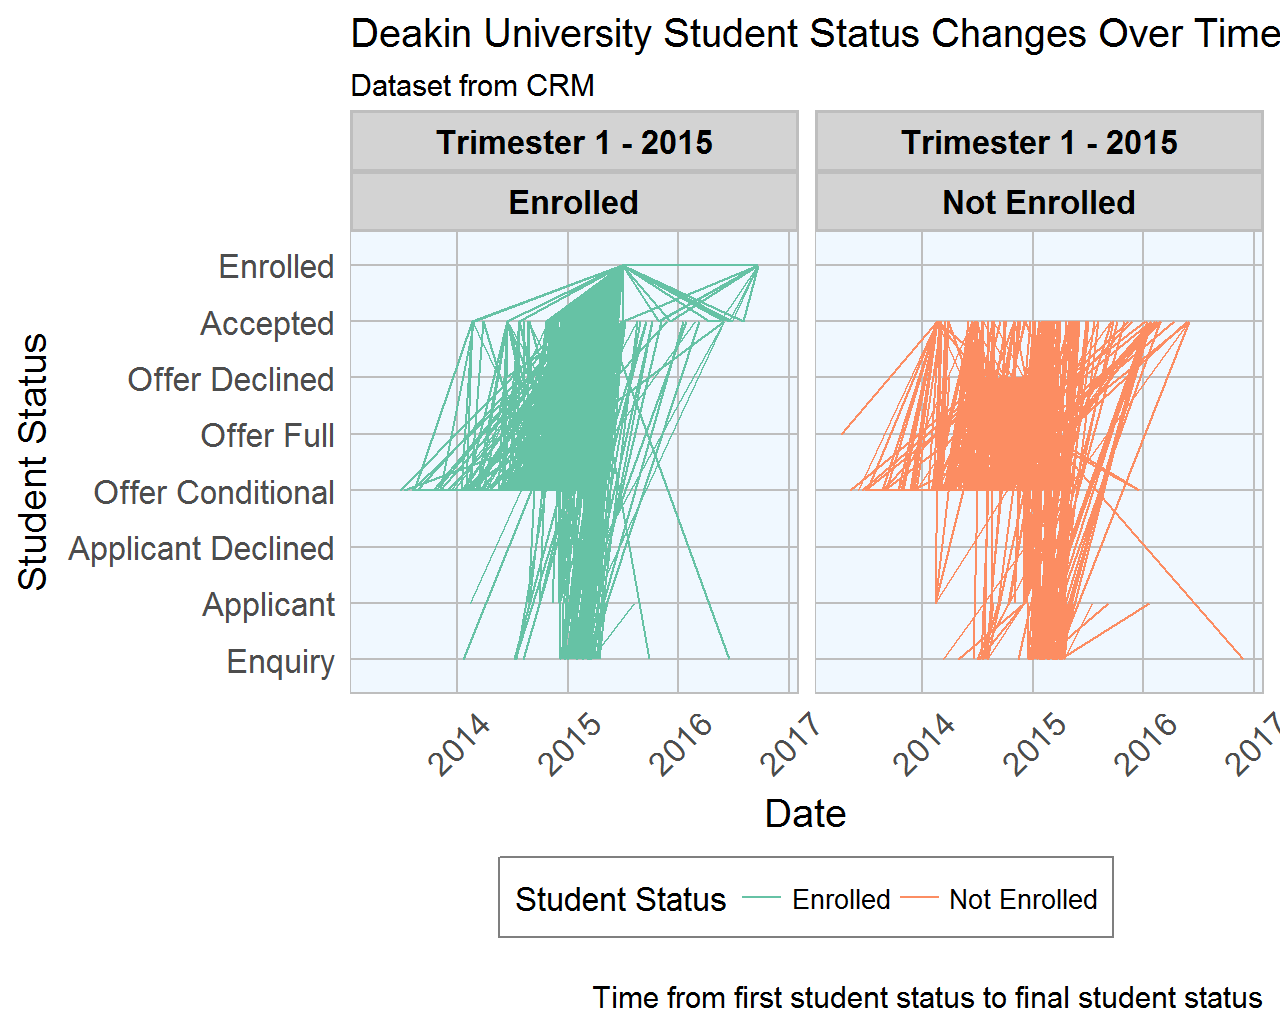 Deakin University Student Status Changes Over Time
Dataset from CRM
Trimester 1 - 2015
Trimester 1 - 2015
Enrolled
Not Enrolled
Student Status
Enrolled
Accepted
Offer Declined
Offer Full
Offer Conditional
Applicant Declined
Applicant
Enquiry
2014
2015
2016
2017
2014
2015
2016
2017
Date
Student Status Enrolled Not Enrolled
Time from first student status to final student status